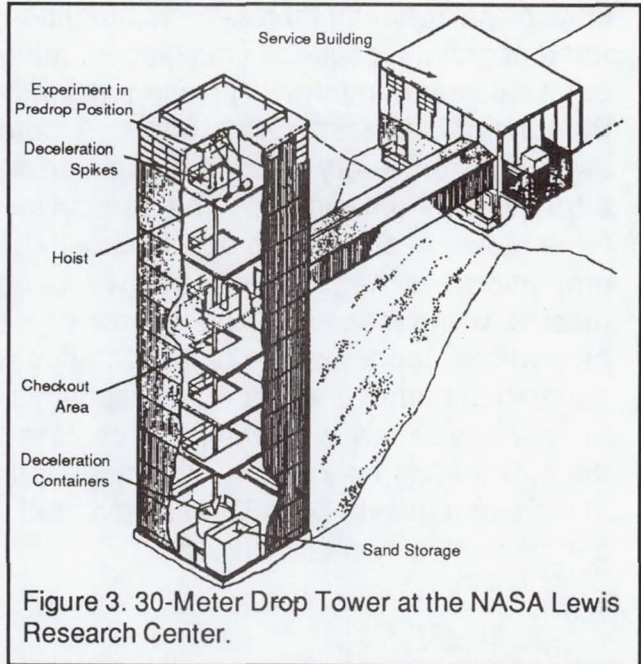 Service Building
Experiment in
Predrop Position
Deceleration
Spikes
Hoist
Checkout
Area
Deceleration
Containers
Sand Storage
Figure 3. 30-Meter Drop Tower at the NASA Lewis
Research Center.